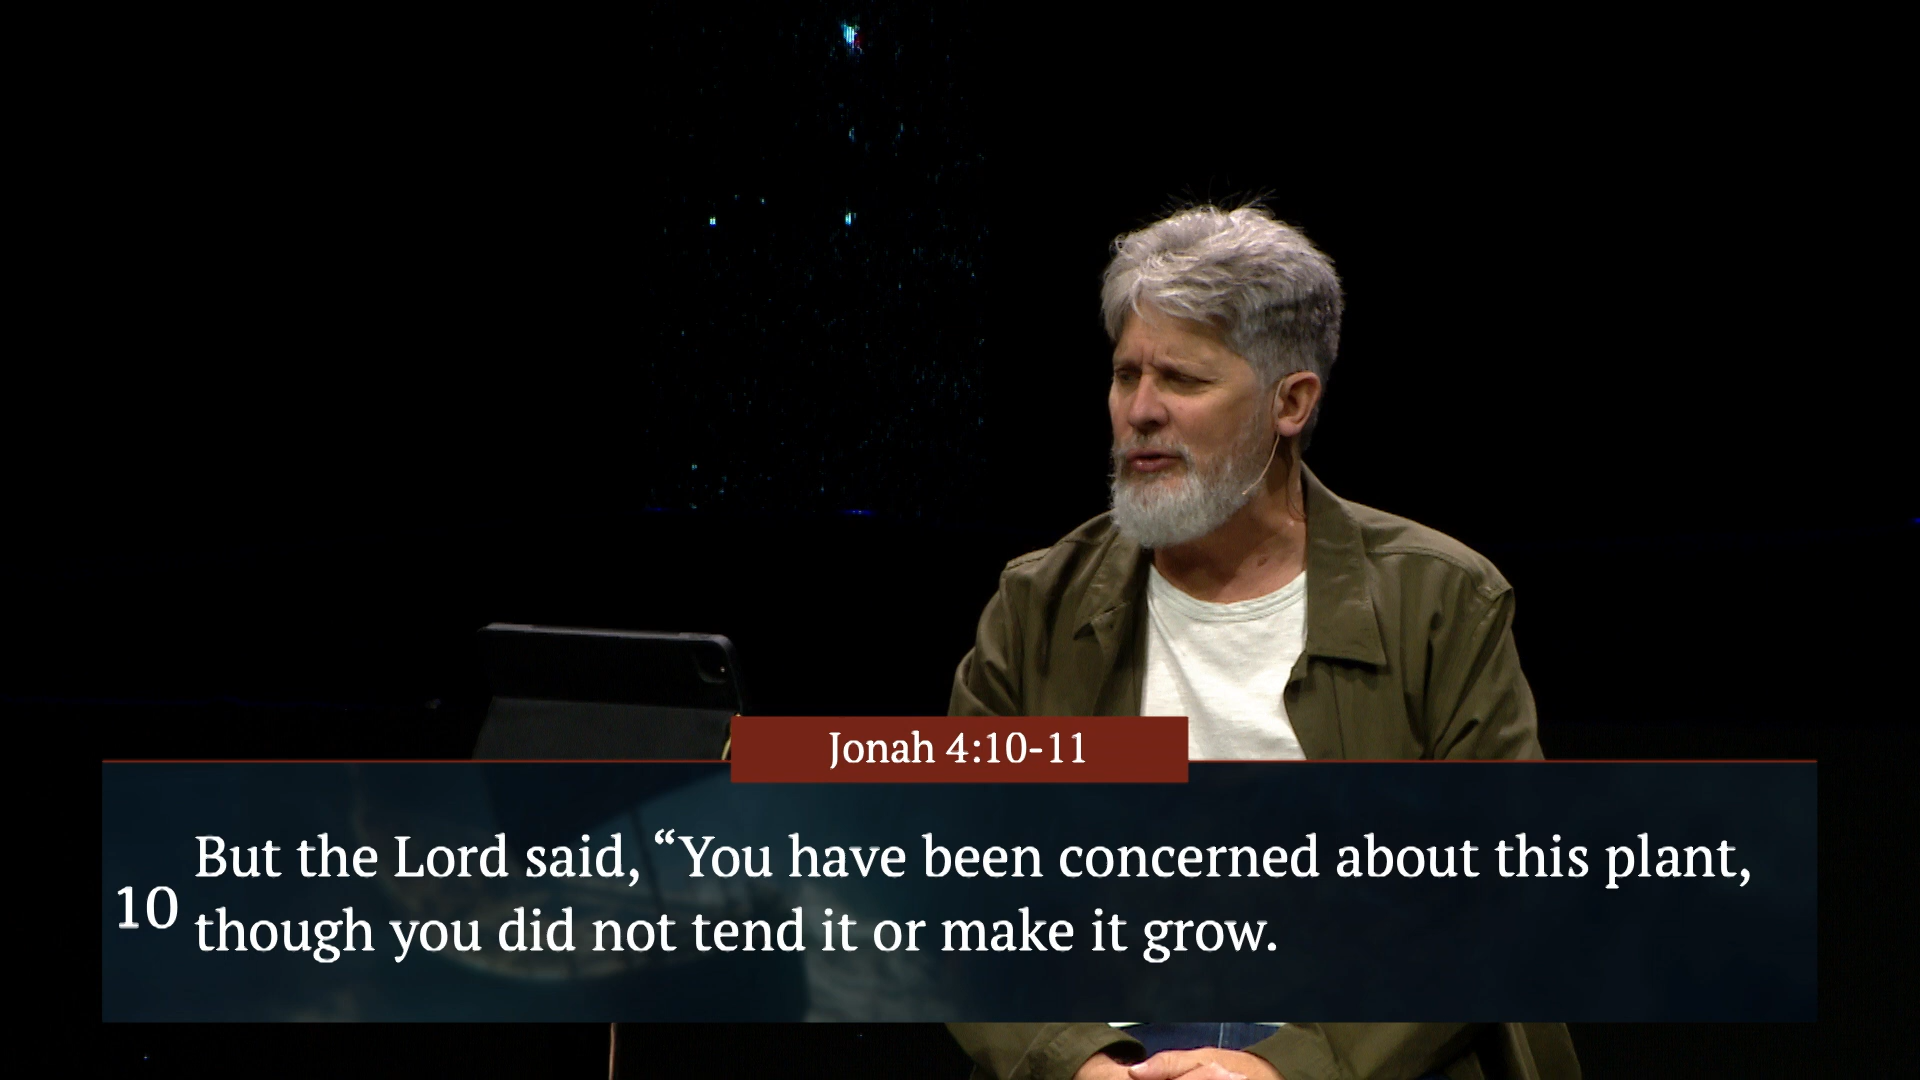 Jonah 4:10-11
But the Lord said, “You have been concerned about this plant,
10
though you did not tend it or make it grow.